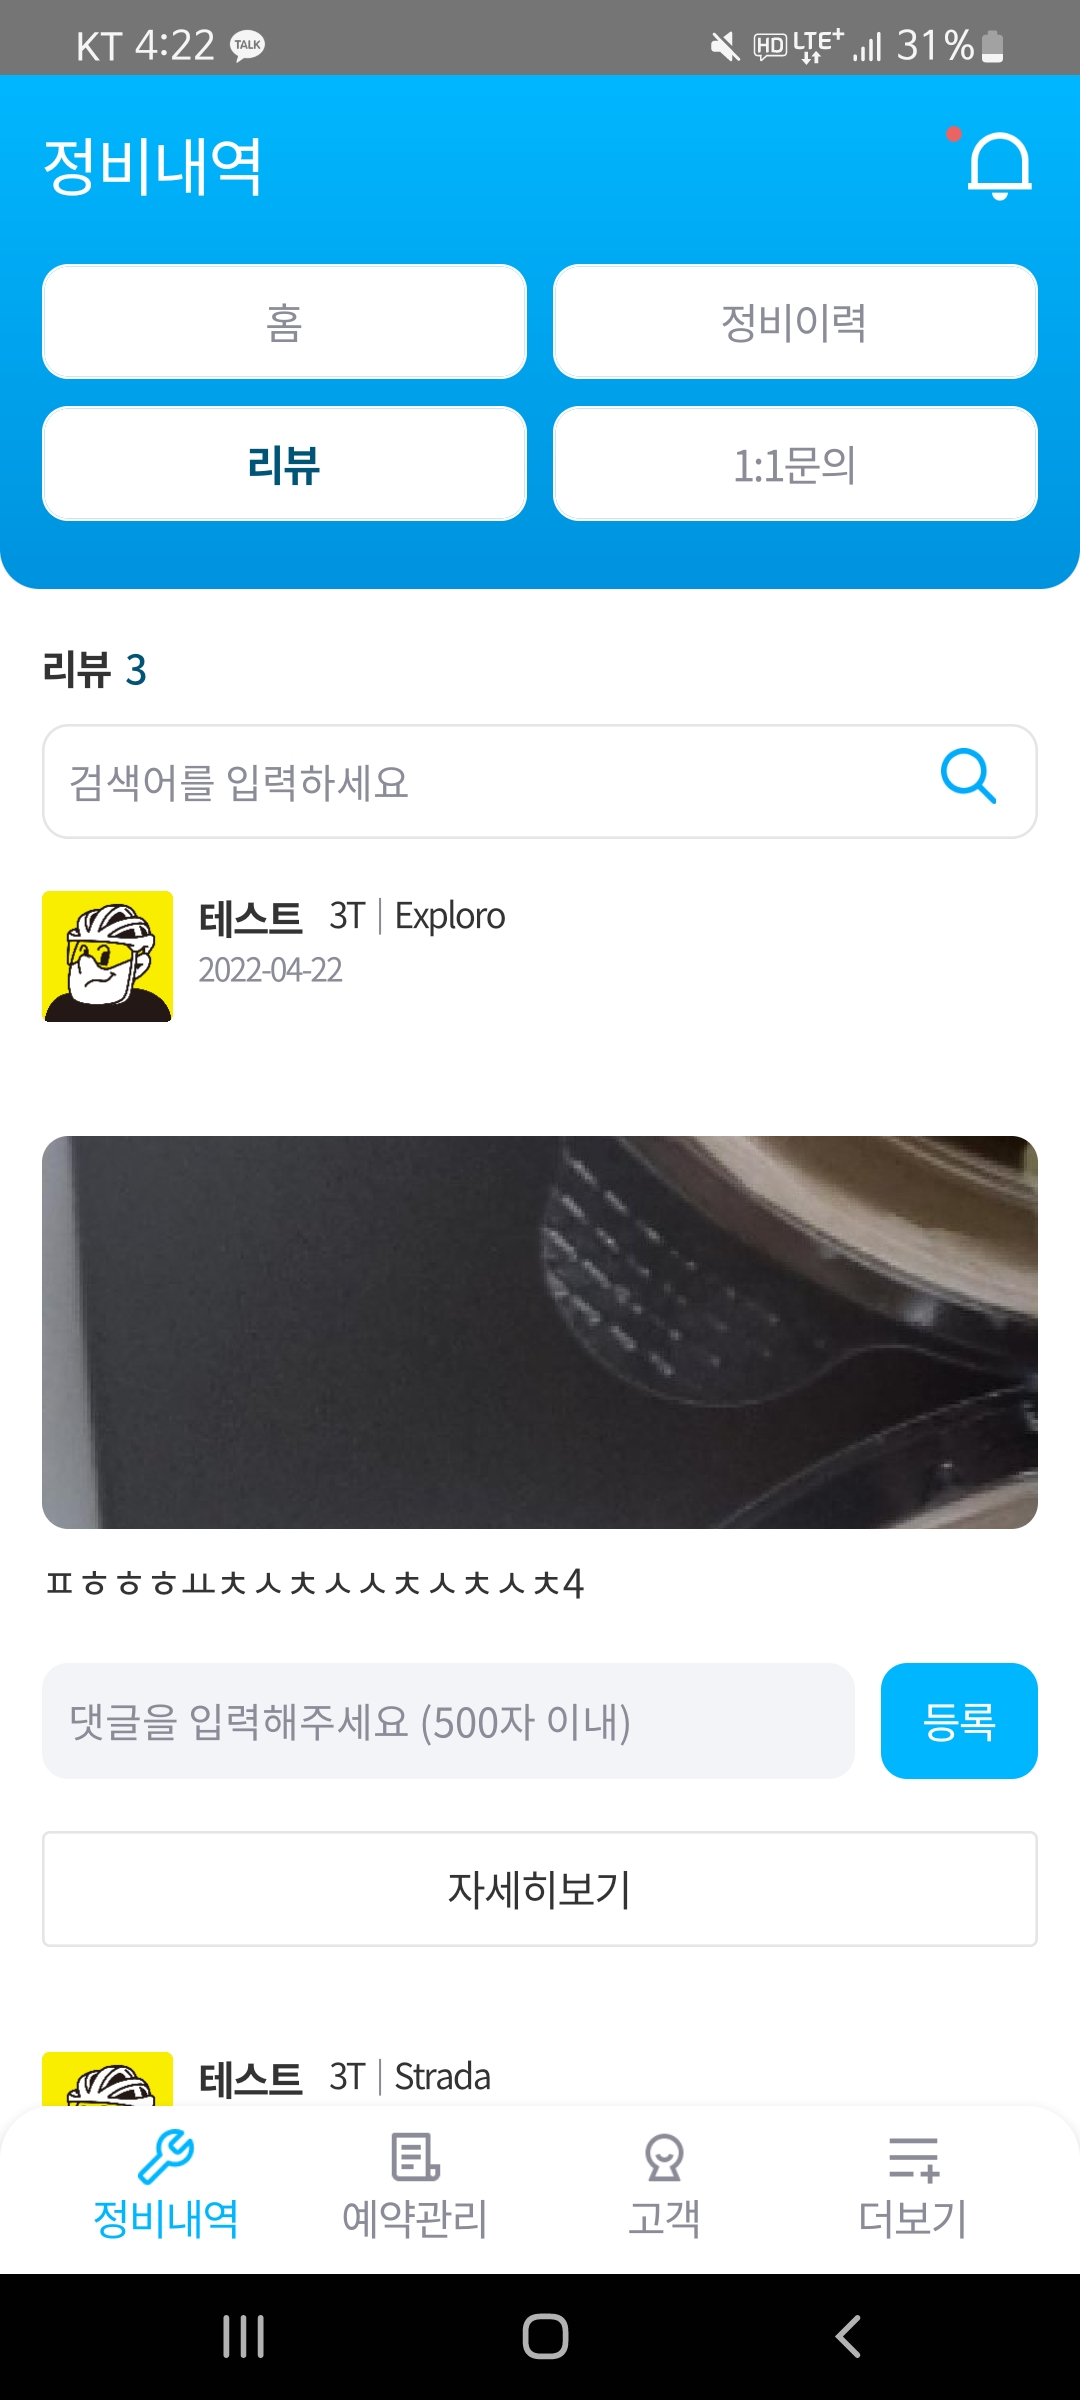 KT 4:22 TALK HD LTE+ 31%
정비내역
홈 정비이력
리뷰 1:1문의
리뷰 3
검색어를 입력하세요
테스트 3T | Exploro
2022-04-22
ㅍㅎㅎㅎㅛㅊㅅㅊㅅㅅㅊㅅㅊㅅㅊ4
댓글을 입력해주세요 (500자 이내) 등록
자세히보기
테스트 3T | Strada
정비내역 예약관리 고객 더보기